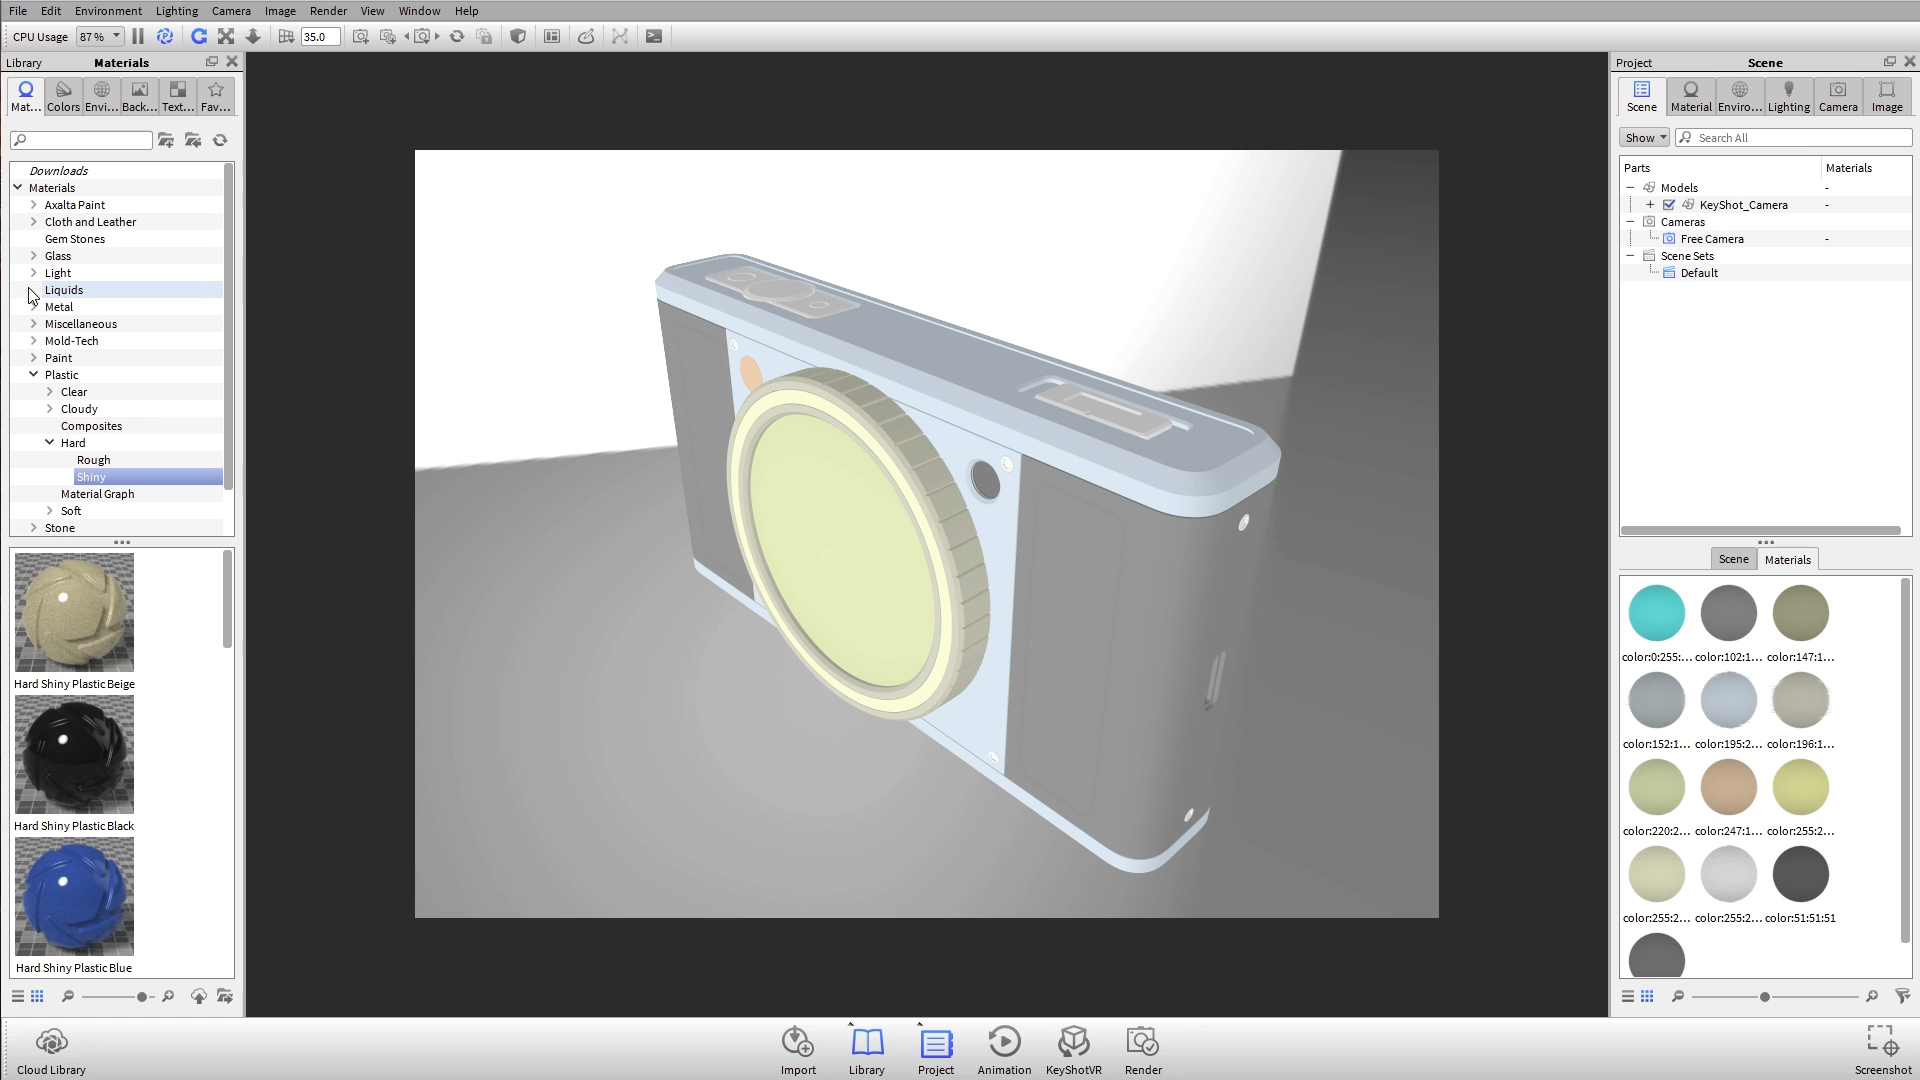 File Edit Environment Lighting Camera Image Render View Window Help
CPU Usage 87 % 35.0
Library Materials
Mat... Colors Envi... Back... Text... Fav...
Downloads
Materials
Axalta Paint
Cloth and Leather
Gem Stones
Glass
Light
Liquids
Metal
Miscellaneous
Mold-Tech
Paint
Plastic
Clear
Cloudy
Composites
Hard
Rough
Shiny
Material Graph
Soft
Stone
Hard Shiny Plastic Beige
Hard Shiny Plastic Black
Hard Shiny Plastic Blue
Project Scene
Scene Material Enviro... Lighting Camera Image
Show Search All
Parts Materials
Models -
KeyShot_Camera -
Cameras
Free Camera -
Scene Sets
Default
Scene Materials
color:0:255:... color:102:1... color:147:1...
color:152:1... color:195:2... color:196:1...
color:220:2... color:247:1... color:255:2...
color:255:2... color:255:2... color:51:51:51
Cloud Library Import Library Project Animation KeyShotVR Render Screenshot